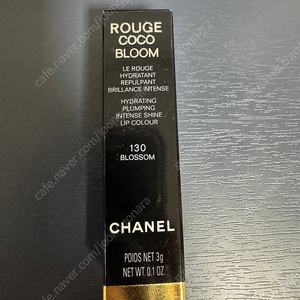 ROUGE
COCO
BLOOM
LE ROUGE
HYDRATANT
REPULPANT
BRILLANCE INTENSE
HYDRATING
PLUMPING
INTENSE SHINE
LIP COLOUR
130
BLOSSOM
CHANEL
POIDS NET 3g
NET WT. 0.1 OZ.